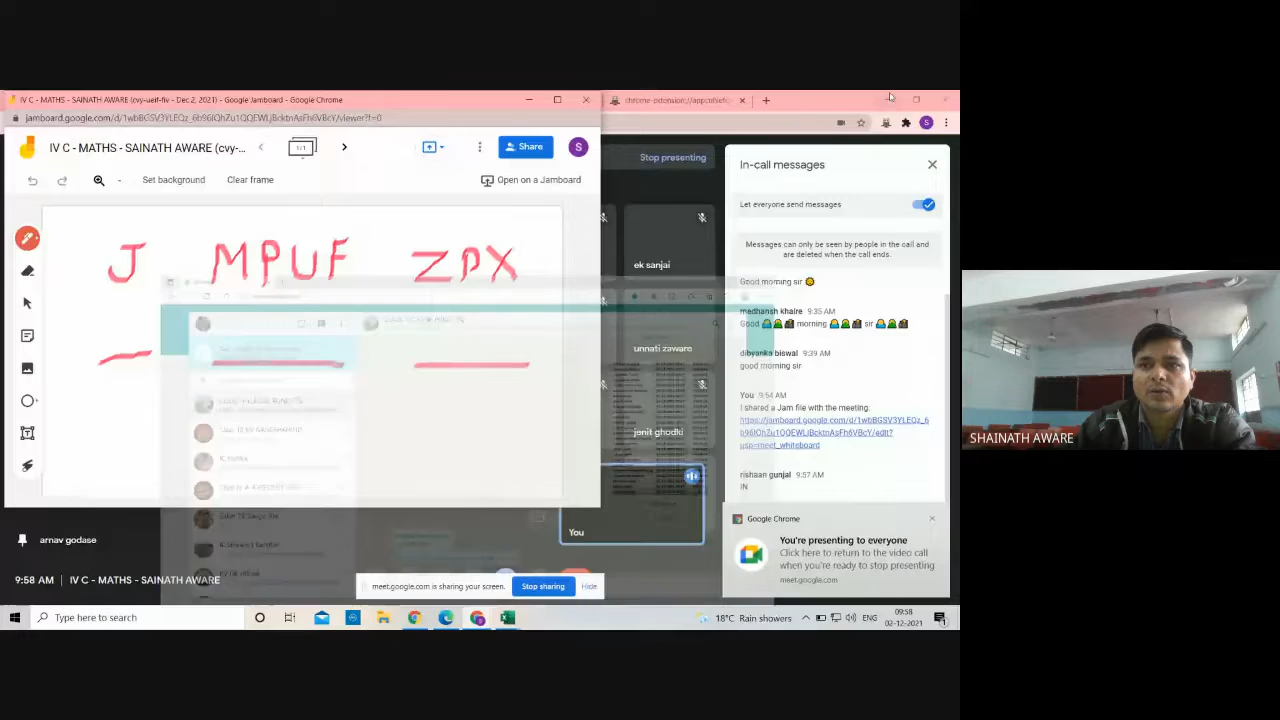 IV C - MATHS - SAINATH AWARE (cvy-ueif-fiv - Dec 2, 2021) - Google Jamboard - Google Chrome
jamboard.google.com/d/1wbBGSV3YLEQz_6b96IQhZu1QQEWLjBcktnAsFh6VBcY/viewer?f=0
IV C - MATHS - SAINATH AWARE (cvy-...
1/1
Share
S
Set background
Clear frame
Open on a Jamboard
J MPUF ZPX
Stop presenting
S
ek sanjai
unnati zaware
jenit ghodki
You
In-call messages
Let everyone send messages
Messages can only be seen by people in the call and
are deleted when the call ends.
Good morning sir 🌞
medhansh khaire 9:35 AM
Good morning sir
dibyanka biswal 9:39 AM
good morning sir
You 9:54 AM
I shared a Jam file with the meeting:
https://jamboard.google.com/d/1wbBGSV3YLEQz_6
b96IQhZu1QQEWLjBcktnAsFh6VBcY/edit?
usp=meet_whiteboard
rishaan gunjal 9:57 AM
IN
Google Chrome
You're presenting to everyone
Click here to return to the video call
when you're ready to stop presenting
meet.google.com
arnav godase
9:58 AM | IV C - MATHS - SAINATH AWARE
meet.google.com is sharing your screen.
Stop sharing
Hide
Type here to search
18°C Rain showers
ENG
09:58
02-12-2021
SHAINATH AWARE